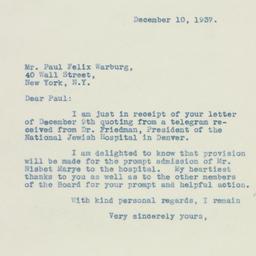 December 10, 1937.
Mr. Paul Felix Warburg,
40 Wall Street,
New York, N.Y.
Dear Paul:
I am just in receipt of your letter
of December 9th quoting from a telegram re-
ceived from Dr. Friedman, President of the
National Jewish Hospital in Denver.
I am delighted to know that provision
will be made for the prompt admission of Mr.
Nisbet Marye to the hospital. My heartiest
thanks to you as well as to the other members
of the Board for your prompt and helpful action.
With kind personal regards, I remain
Very sincerely yours,